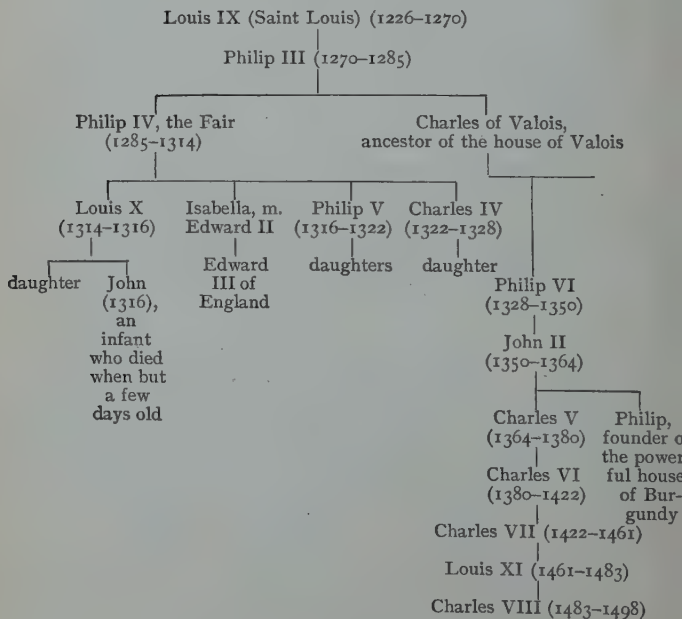 Louis IX (Saint Louis) (1226–1270)
Philip III (1270–1285)
Philip IV, the Fair
(1285–1314)
Charles of Valois,
ancestor of the house of Valois
Louis X
(1314–1316)
Isabella, m.
Edward II
Philip V
(1316–1322)
Charles IV
(1322–1328)
daughter
John
(1316),
an
infant
who died
when but
a few
days old
Edward
III of
England
daughters
daughter
Philip VI
(1328–1350)
John II
(1350–1364)
Charles V
(1364–1380)
Philip,
founder o
the power
ful house
of Bur-
gundy
Charles VI
(1380–1422)
Charles VII (1422–1461)
Louis XI (1461–1483)
Charles VIII (1483–1498)